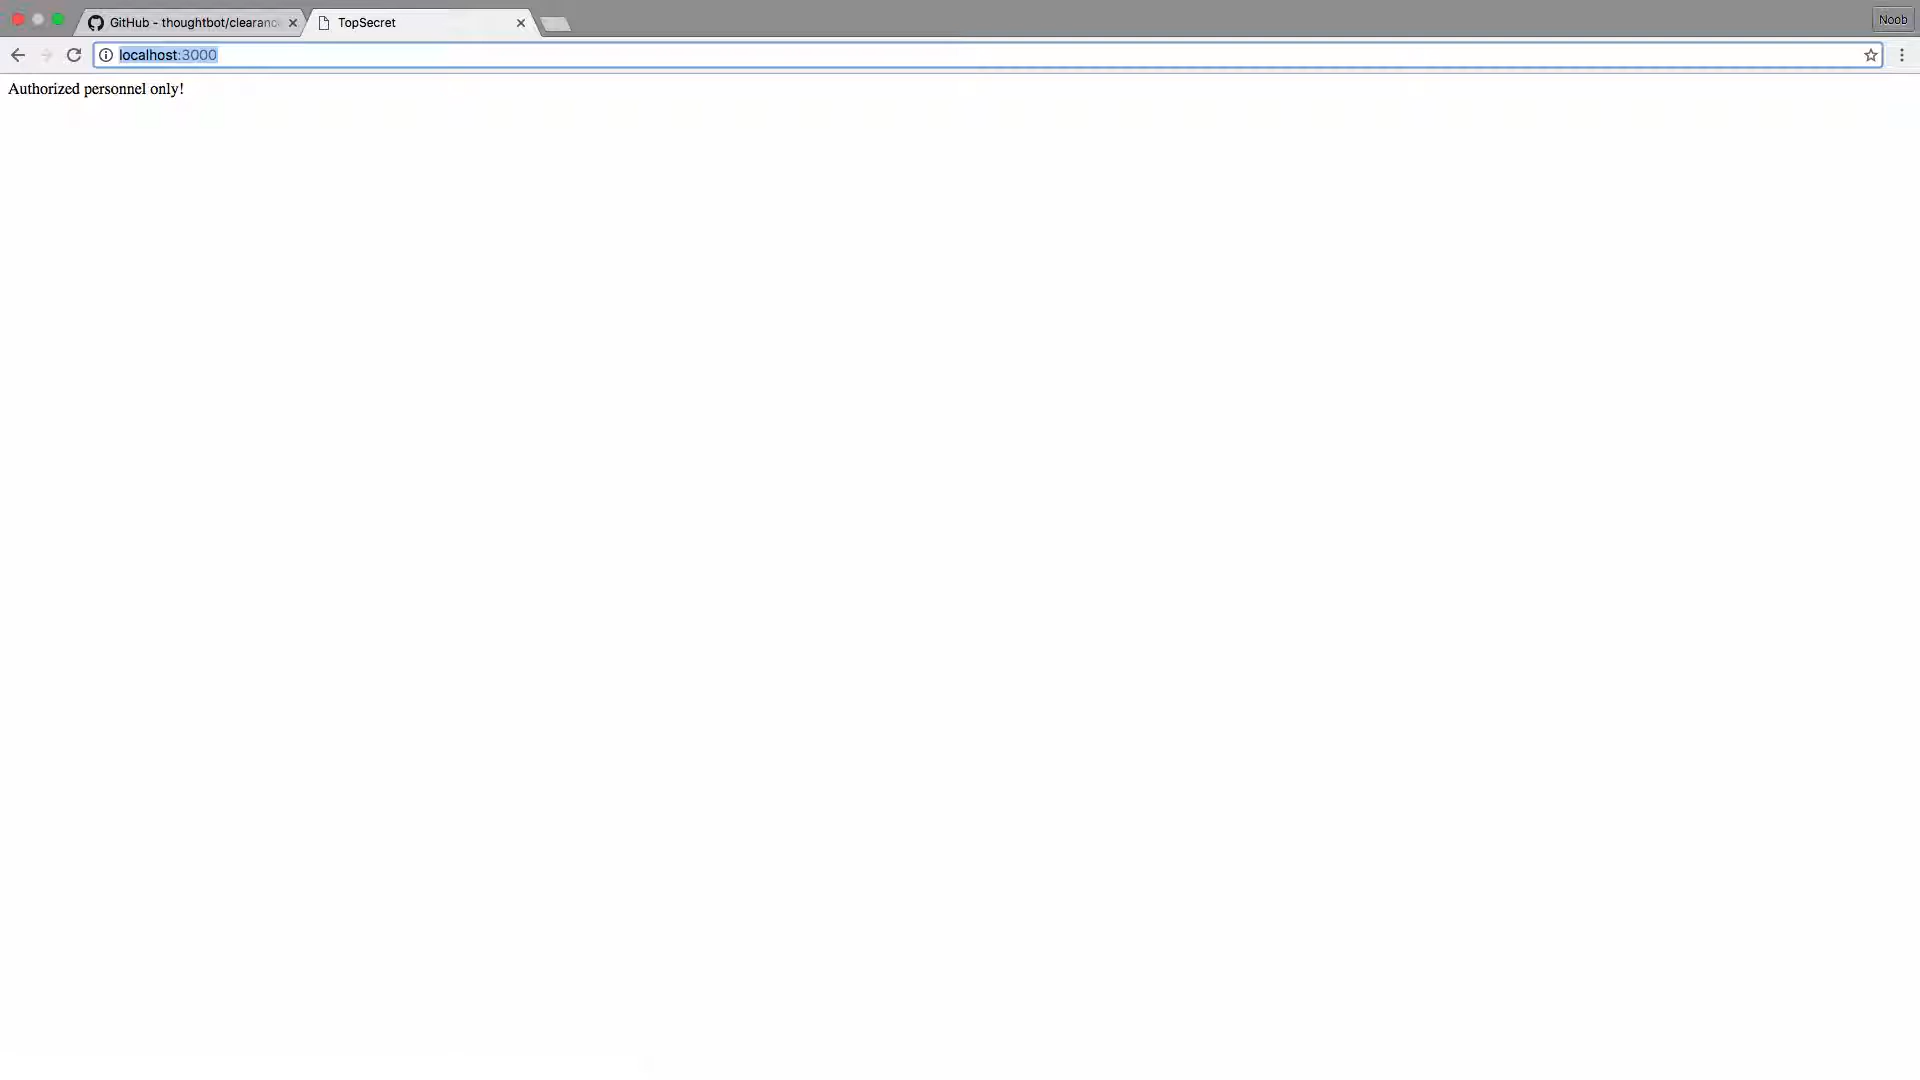 GitHub - thoughtbot/clearanc
TopSecret
Noob
localhost:3000
Authorized personnel only!